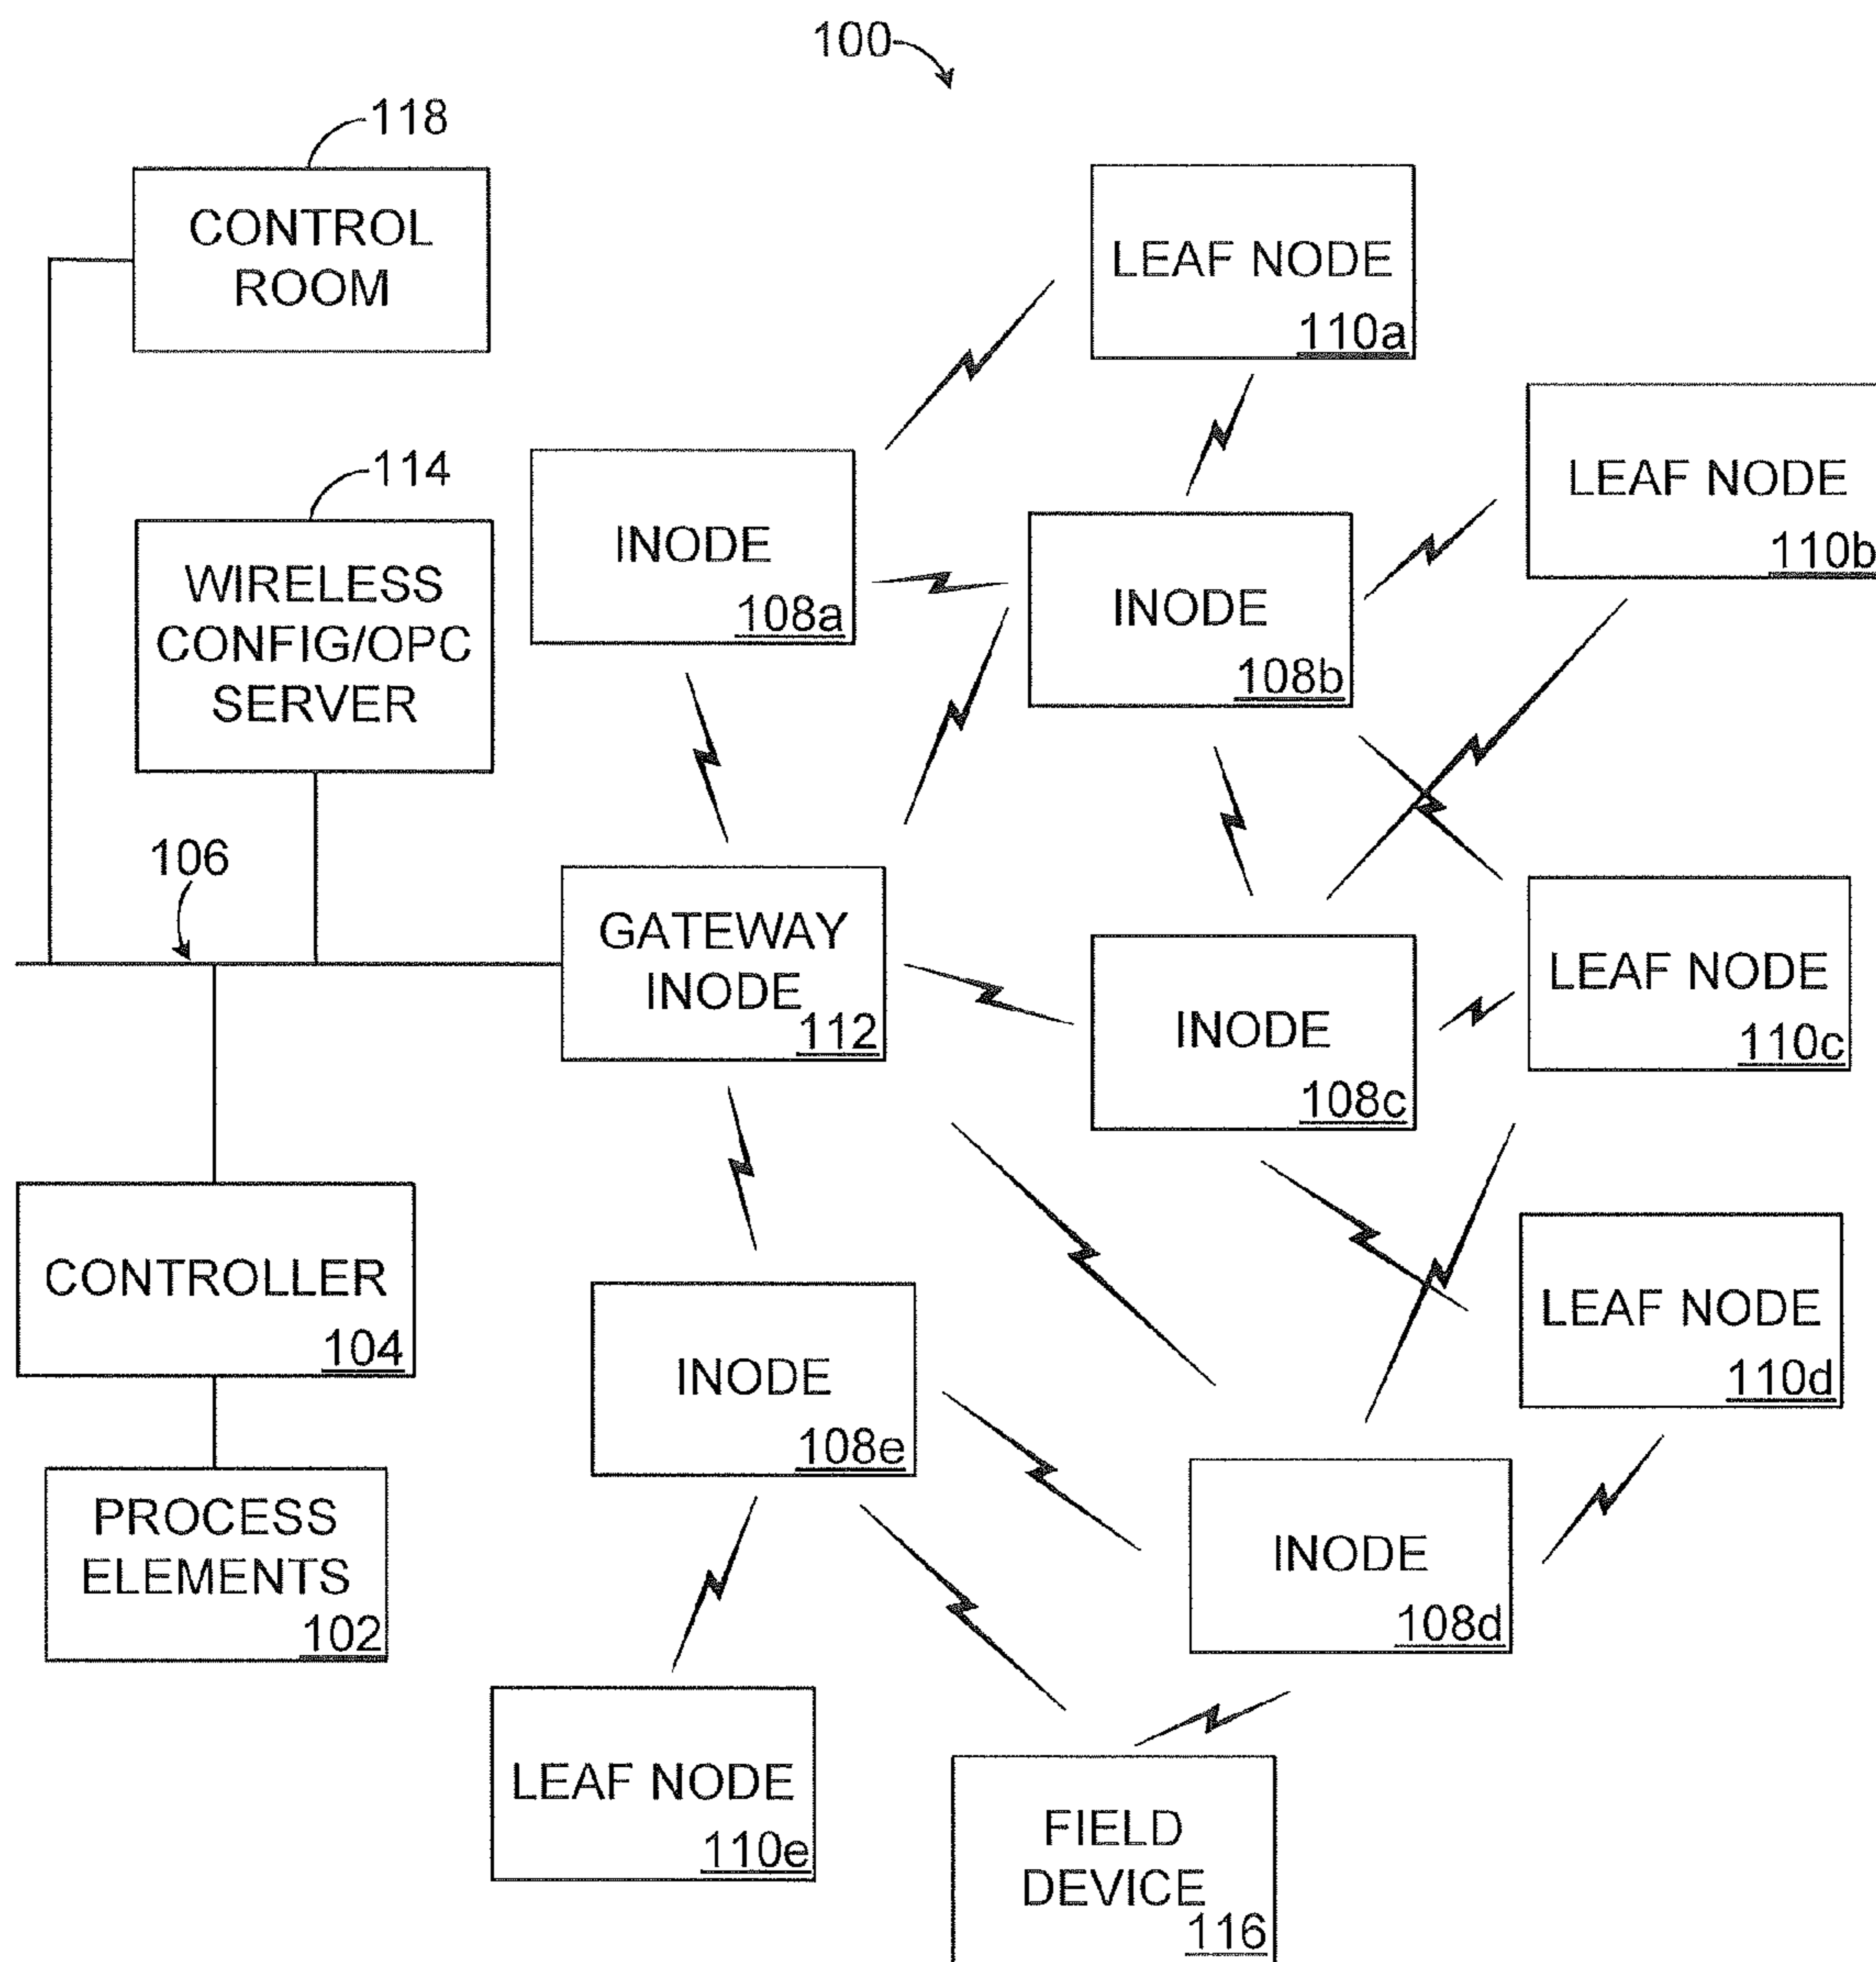 100
118
CONTROL
ROOM
LEAF NODE
110a
LEAF NODE
110b
114
WIRELESS
CONFIG/OPC
SERVER
INODE
108a
INODE
108b
106
GATEWAY
INODE
112
INODE
108c
LEAF NODE
110c
CONTROLLER
104
INODE
108e
LEAF NODE
110d
PROCESS
ELEMENTS
102
INODE
108d
LEAF NODE
110e
FIELD
DEVICE
116